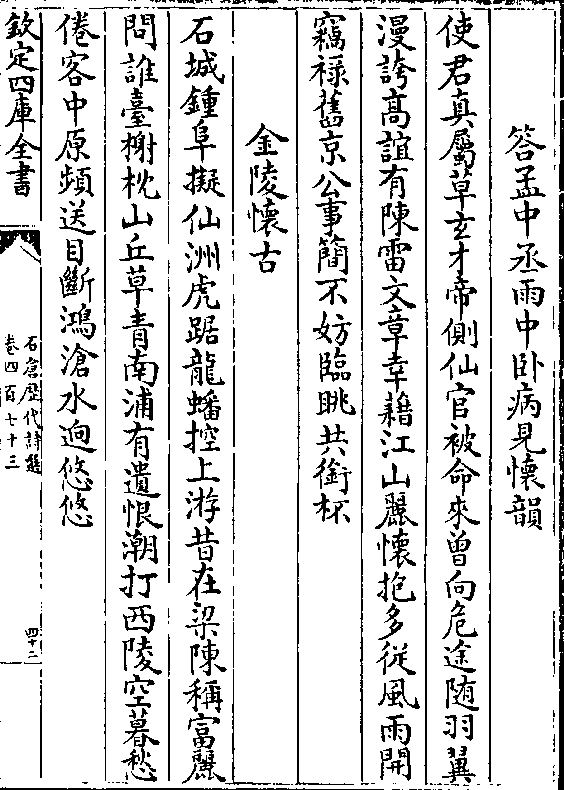 答孟中丞雨中卧病見懷韻
使君真屬草玄才帝側仙官被命來曾向危途随羽翼
漫誇高誼有陳雷文章幸藉江山麗懷抱多従風雨開
竊祿舊京公事簡不妨臨眺共銜杯
金陵懷古
石城鍾阜擬仙洲虎踞龍蟠控上游昔在梁陳稱富麗
問誰臺榭枕山丘草青南浦有遺恨潮打西陵空暮愁
倦客中原頻送目斷鴻滄水逈悠悠
欽定四庫全書
石倉歷代詩選
卷四百七十三
四十二